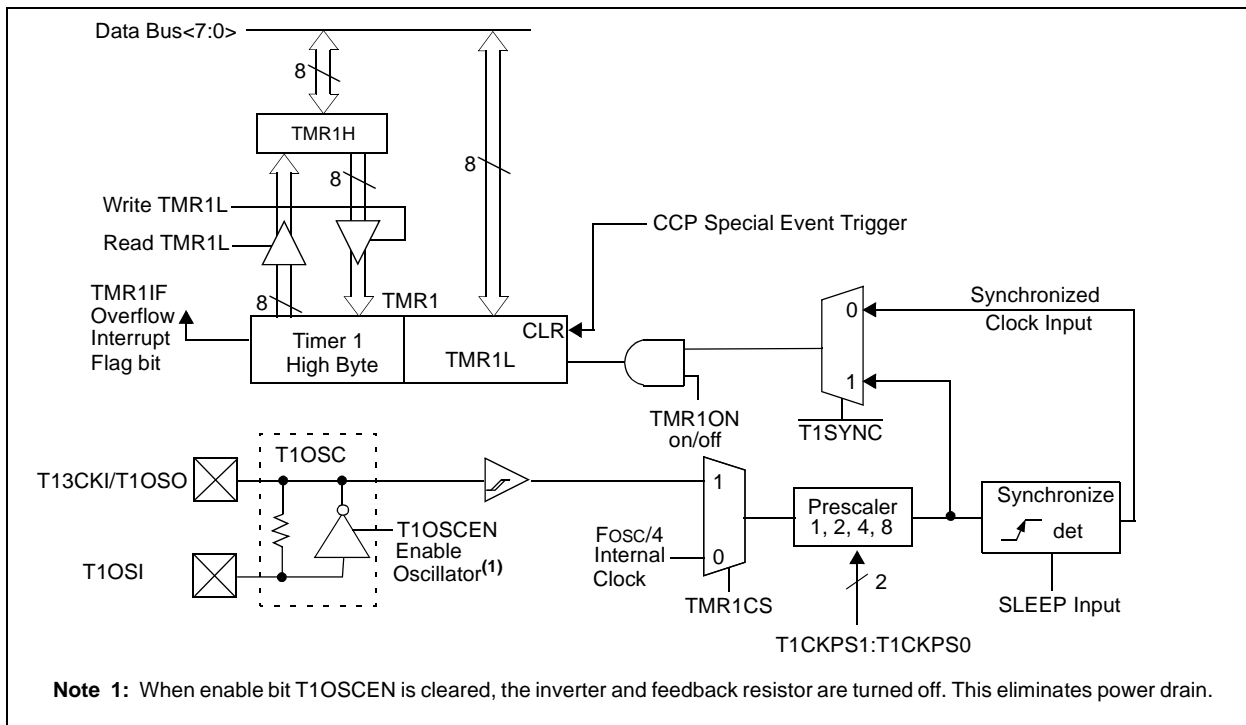 Data Bus<7:0>
8
TMR1H
8
8
Write TMR1L
Read TMR1L
CCP Special Event Trigger
8
TMR1
TMR1IF
Overflow
Interrupt
Flag bit
Timer 1
High Byte
TMR1L
CLR
TMR1ON
on/off
0
1
T1SYNC
Synchronized
Clock Input
T1OSC
T13CKI/T1OSO
T1OSI
T1OSCEN
Enable
Oscillator(1)
FOSC/4
Internal
Clock
1
0
TMR1CS
Prescaler
1, 2, 4, 8
2
T1CKPS1:T1CKPS0
Synchronize
det
SLEEP Input
Note 1: When enable bit T1OSCEN is cleared, the inverter and feedback resistor are turned off. This eliminates power drain.